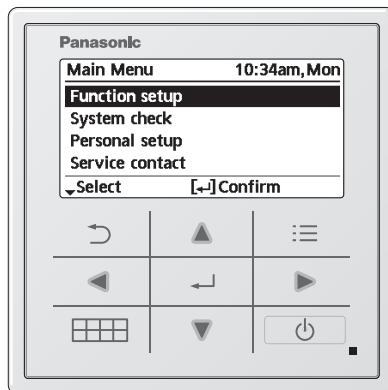 Panasonic
Main Menu 10:34am,Mon
Function setup
System check
Personal setup
Service contact
Select [↵]Confirm